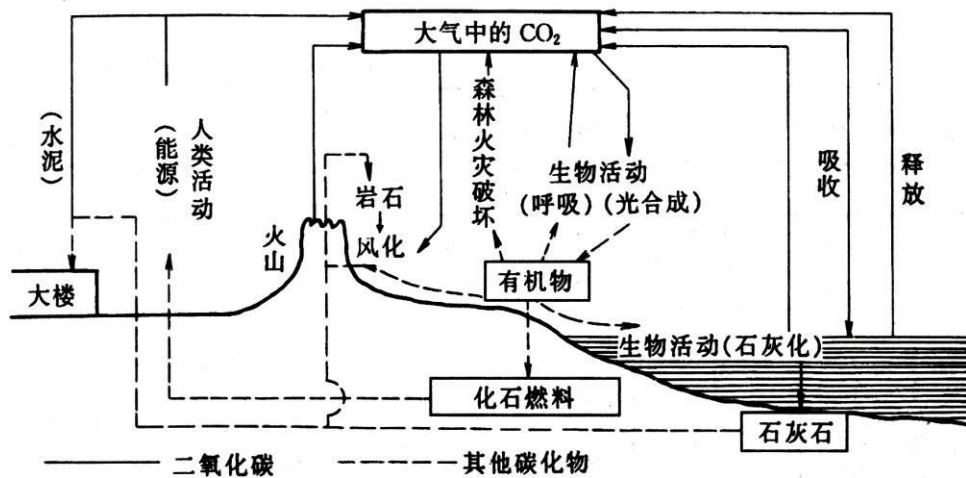 大气中的 CO₂
(水泥)
(能源)
人类活动
火山
岩石
风化
森林火灾破坏
生物活动
(呼吸)(光合成)
吸收
释放
大楼
有机物
生物活动(石灰化)
化石燃料
石灰石
二氧化碳
其他碳化物